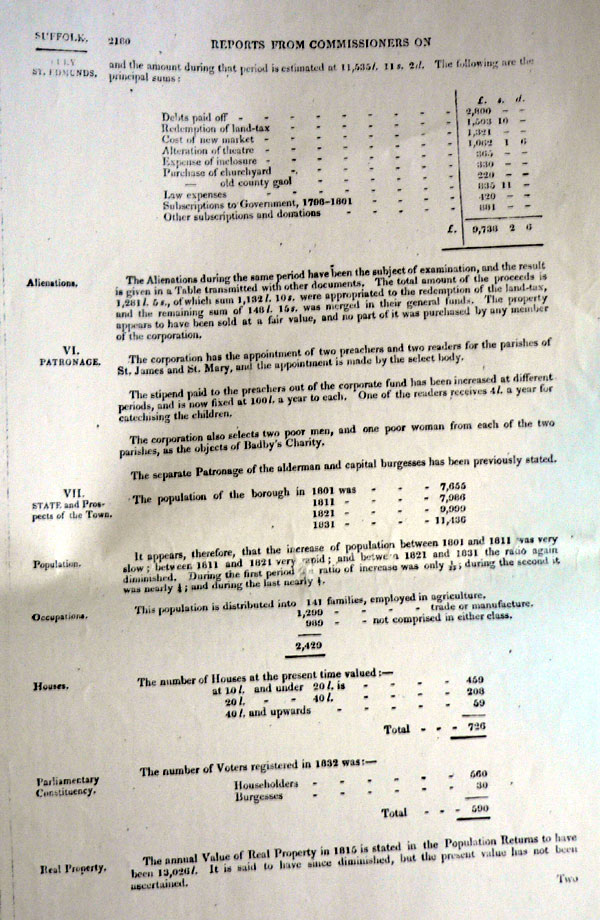 SUFFOLK.
2160
REPORTS FROM COMMISSIONERS ON
ST. EDMUNDS.
and the amount during that period is estimated at 11,535l. 11s. 2d. The following are the
principal sums:
£. s. d.
Debts paid off - - - - - - - - 2,800 - -
Redemption of land-tax - - - - - - - 1,503 10 -
Cost of new market - - - - - - - 1,321 - -
Alteration of theatre - - - - - - - 1,062 1 6
Expense of inclosure - - - - - - - 365 - -
Purchase of churchyard - - - - - - - 330 - -
— old county gaol - - - - - - 220 - -
Law expenses - - - - - - - 835 11 -
Subscriptions to Government, 1798-1801 - - - - 420 - -
Other subscriptions and donations - - - - - 881 - -
£. 9,738 2 6
Alienations.
The Alienations during the same period have been the subject of examination, and the result
is given in a Table transmitted with other documents. The total amount of the proceeds is
1,281l. 5s., of which sum 1,132l. 10s. were appropriated to the redemption of the land-tax,
and the remaining sum of 148l. 15s. was merged in their general funds. The property
appears to have been sold at a fair value, and no part of it was purchased by any member
of the corporation.
VI.
PATRONAGE.
The corporation has the appointment of two preachers and two readers for the parishes of
St. James and St. Mary, and the appointment is made by the select body.
The stipend paid to the preachers out of the corporate fund has been increased at different
periods, and is now fixed at 100l. a year to each. One of the readers receives 4l. a year for
catechising the children.
The corporation also selects two poor men, and one poor woman from each of the two
parishes, as the objects of Badby's Charity.
The separate Patronage of the alderman and capital burgesses has been previously stated.
VII.
STATE and Pros-
pects of the Town.
The population of the borough in 1801 was - - - 7,655
1811 - - - - 7,986
1821 - - - - 9,999
1831 - - - - 11,436
Population.
It appears, therefore, that the increase of population between 1801 and 1811 was very
slow; between 1811 and 1821 very rapid; and between 1821 and 1831 the ratio again
diminished. During the first period ratio of increase was only ; during the second it
was nearly ¼; and during the last nearly
Occupations.
This population is distributed into 141 families, employed in agriculture.
1,299 - - - trade or manufacture.
989 - - not comprised in either class.
2,429
Houses.
The number of Houses at the present time valued:—
at 10l. and under 20l. is - - - - 459
20l. - - 40l. - - - - 208
40l. and upwards - - - - 59
Total - - - 726
Parliamentary
Constituency.
The number of Voters registered in 1832 was:—
Householders - - - - - - 560
Burgesses - - - - - - 30
Total - - - 590
Real Property.
The annual Value of Real Property in 1815 is stated in the Population Returns to have
been 13,026l. It is said to have since diminished, but the present value has not been
ascertained.
Two